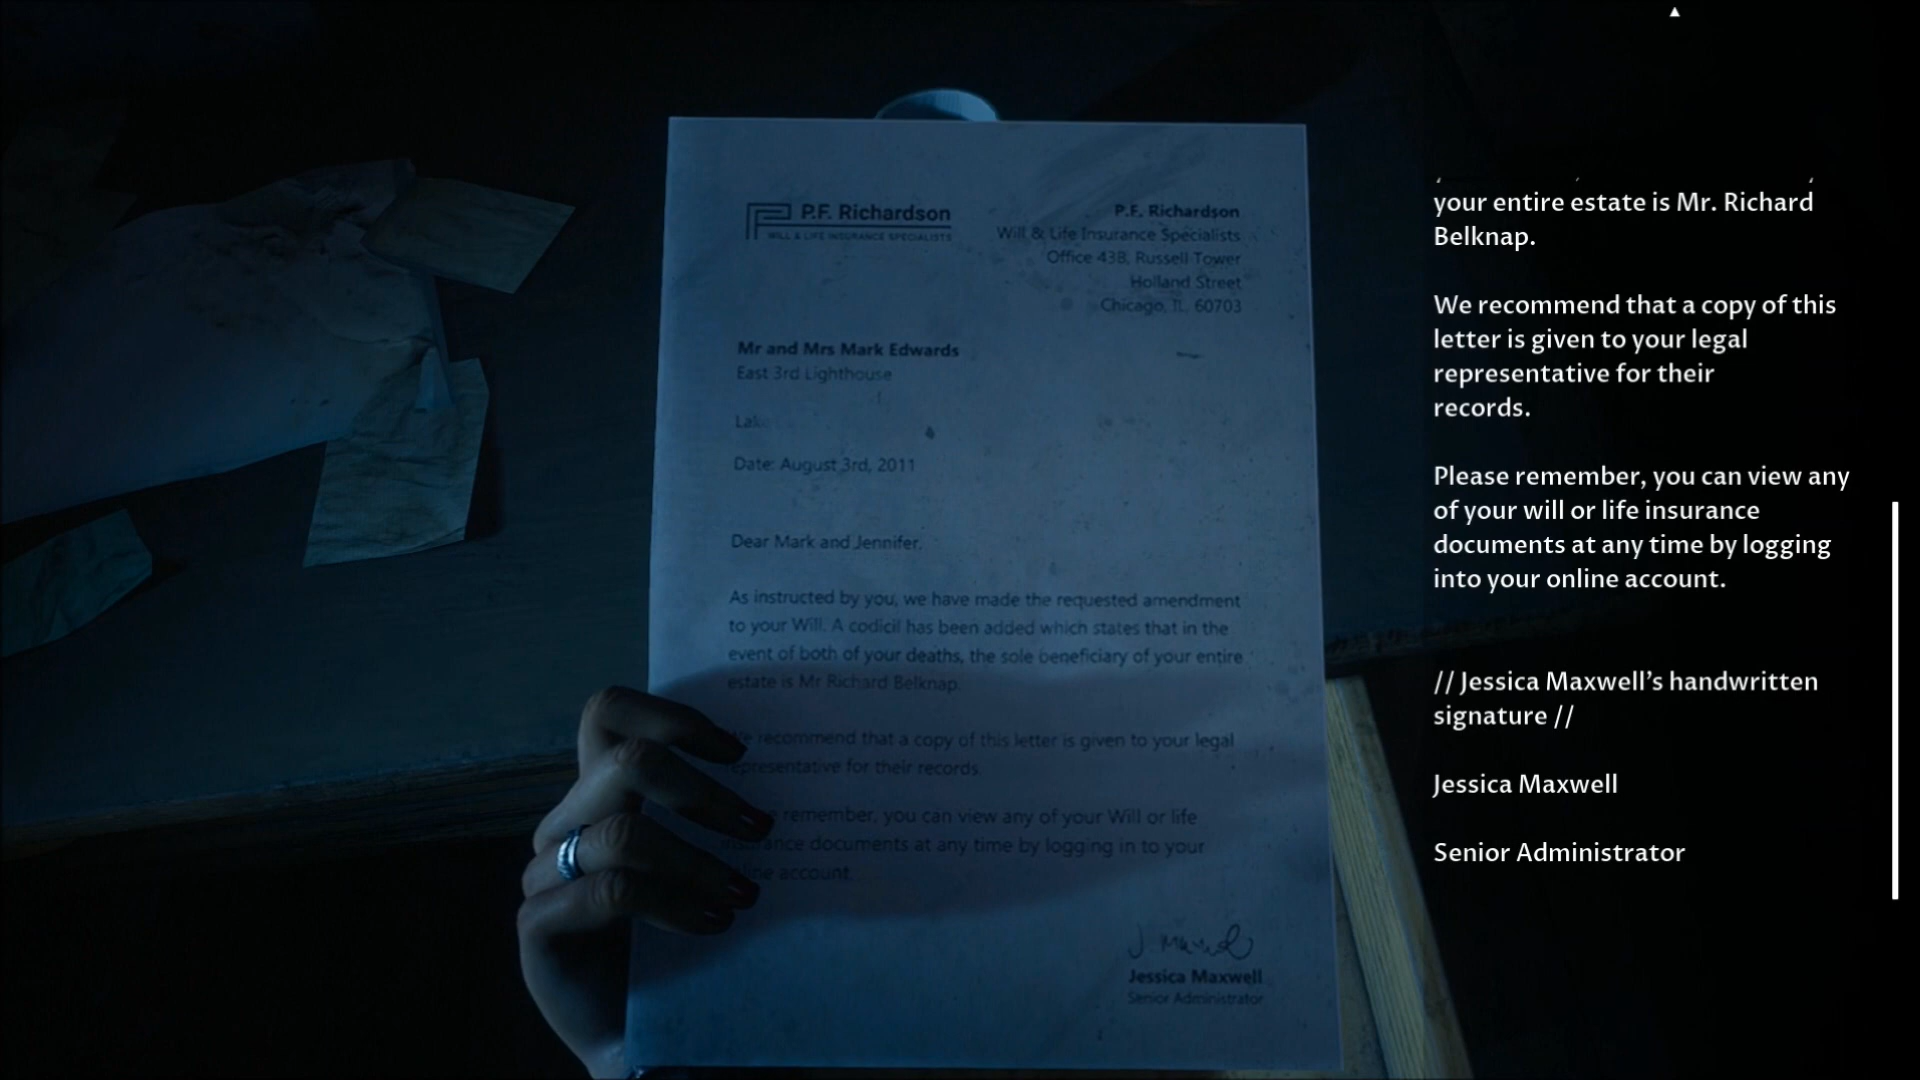 P.F. Richardson
WILL & LIFE INSURANCE SPECIALISTS
P.F. Richardson
Will & Life Insurance Specialists
Office 43B, Russell Tower
Holland Street
Chicago, IL, 60703
Mr and Mrs Mark Edwards
East 3rd Lighthouse
Lake
Date: August 3rd, 2011
Dear Mark and Jennifer,
As instructed by you, we have made the requested amendment
to your Will. A codicil has been added which states that in the
event of both of your deaths, the sole beneficiary of your entire
estate is Mr Richard Belknap.
We recommend that a copy of this letter is given to your legal
representative for their records.
remember, you can view any of your Will or life
insurance documents at any time by logging in to your
online account.
J. Maxwell
Jessica Maxwell
Senior Administrator
your entire estate is Mr. Richard
Belknap.
We recommend that a copy of this
letter is given to your legal
representative for their
records.
Please remember, you can view any
of your will or life insurance
documents at any time by logging
into your online account.
// Jessica Maxwell’s handwritten
signature //
Jessica Maxwell
Senior Administrator